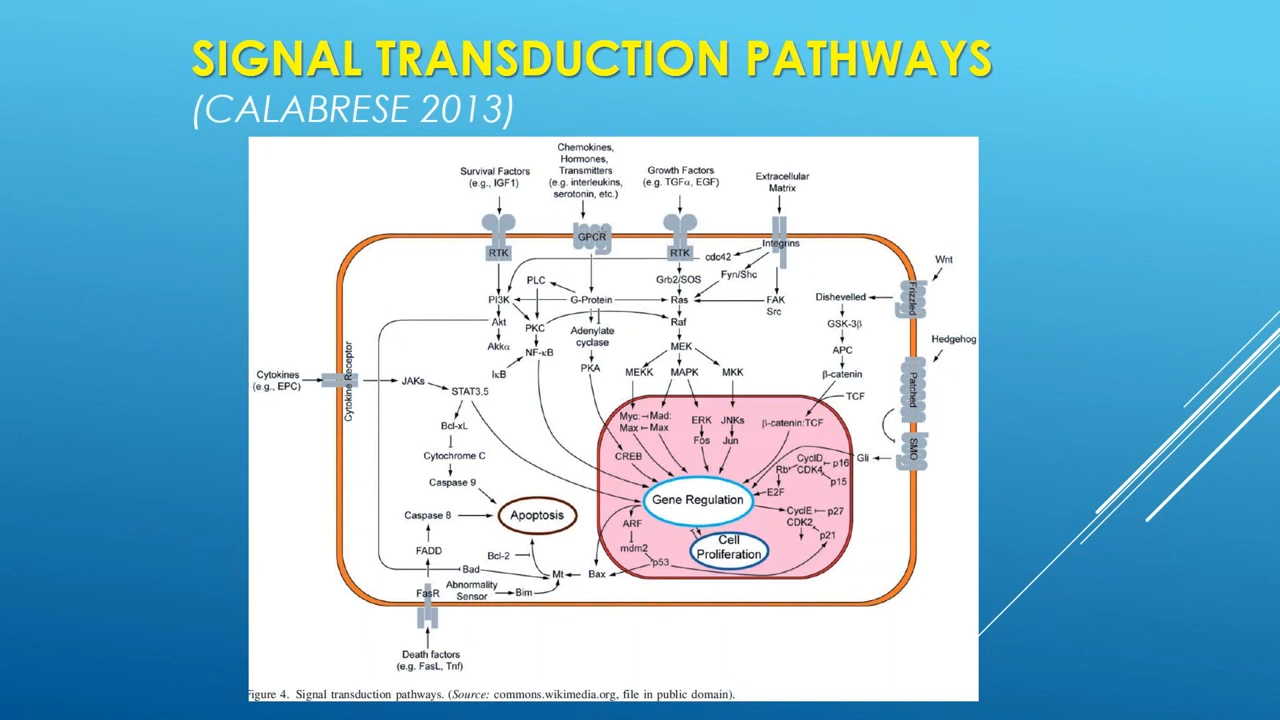 SIGNAL TRANSDUCTION PATHWAYS
(CALABRESE 2013)
Survival Factors
(e.g., IGF1)
Chemokines,
Hormones,
Transmitters
(e.g. interleukins,
serotonin, etc.)
Growth Factors
(e.g. TGFα, EGF)
Extracellular
Matrix
RTK
GPCR
RTK
Integrins
cdc42
Wnt
Grb2/SOS
Fyn/Shc
Frizzled
PLC
PI3K
G-Protein
Ras
FAK
Src
Dishevelled
Akt
PKC
Adenylate
cyclase
Raf
GSK-3β
Akkα
NF-κB
MEK
APC
Hedgehog
IκB
PKA
MEKK
MAPK
MKK
β-catenin
Patched
Cytokines
(e.g., EPC)
Cytokine Receptor
JAKs
STAT3,5
TCF
Myc:
Mad:
Max
Max
ERK
JNKs
β-catenin:TCF
Bcl-xL
Fos
Jun
SMO
Cytochrome C
CREB
Gli
CyclD
p16
Rb
CDK4
p15
Caspase 9
E2F
Gene Regulation
Caspase 8
Apoptosis
ARF
CyclE
p27
CDK2
p21
FADD
mdm2
Cell
Proliferation
Bcl-2
p53
Bad
Mt
Bax
FasR
Abnormality
Sensor
Bim
Death factors
(e.g. FasL, Tnf)
Figure 4. Signal transduction pathways. (Source: commons.wikimedia.org, file in public domain).